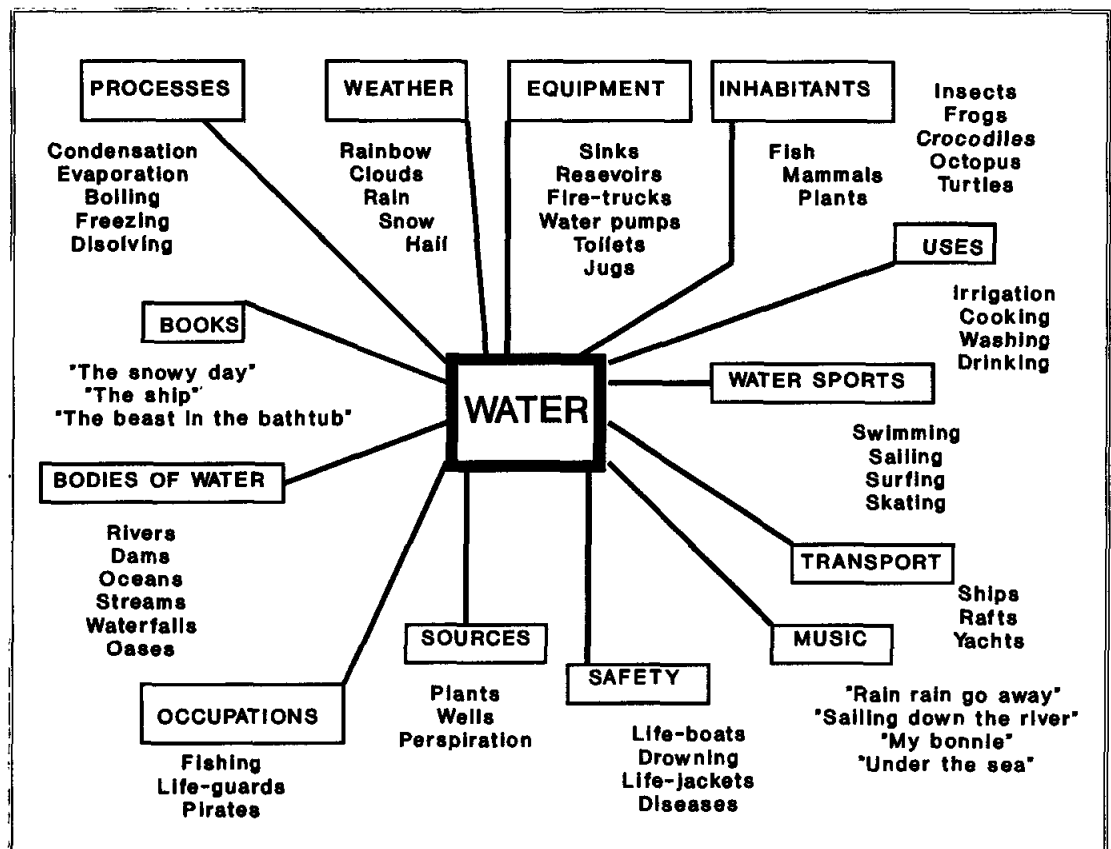 PROCESSES
Condensation
Evaporation
Boiling
Freezing
Disolving
WEATHER
Rainbow
Clouds
Rain
Snow
Hail
EQUIPMENT
Sinks
Resevoirs
Fire-trucks
Water pumps
Toilets
Jugs
INHABITANTS
Fish
Mammals
Plants
Insects
Frogs
Crocodiles
Octopus
Turtles
USES
Irrigation
Cooking
Washing
Drinking
BOOKS
"The snowy day"
"The ship"
"The beast in the bathtub"
WATER
WATER SPORTS
Swimming
Sailing
Surfing
Skating
BODIES OF WATER
Rivers
Dams
Oceans
Streams
Waterfalls
Oases
TRANSPORT
Ships
Rafts
Yachts
OCCUPATIONS
Fishing
Life-guards
Pirates
SOURCES
Plants
Wells
Perspiration
SAFETY
Life-boats
Drowning
Life-jackets
Diseases
MUSIC
"Rain rain go away"
"Sailing down the river"
"My bonnie"
"Under the sea"